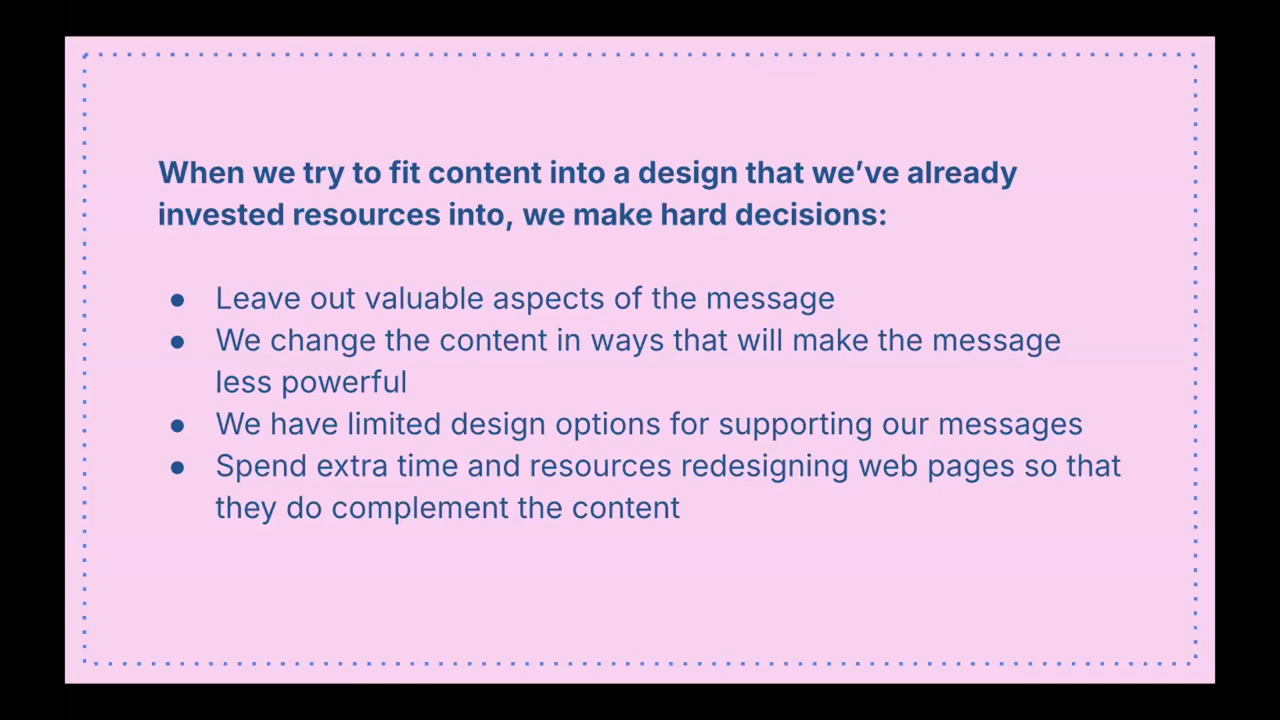 When we try to fit content into a design that we’ve already
invested resources into, we make hard decisions:
● Leave out valuable aspects of the message
● We change the content in ways that will make the message
less powerful
● We have limited design options for supporting our messages
● Spend extra time and resources redesigning web pages so that
they do complement the content